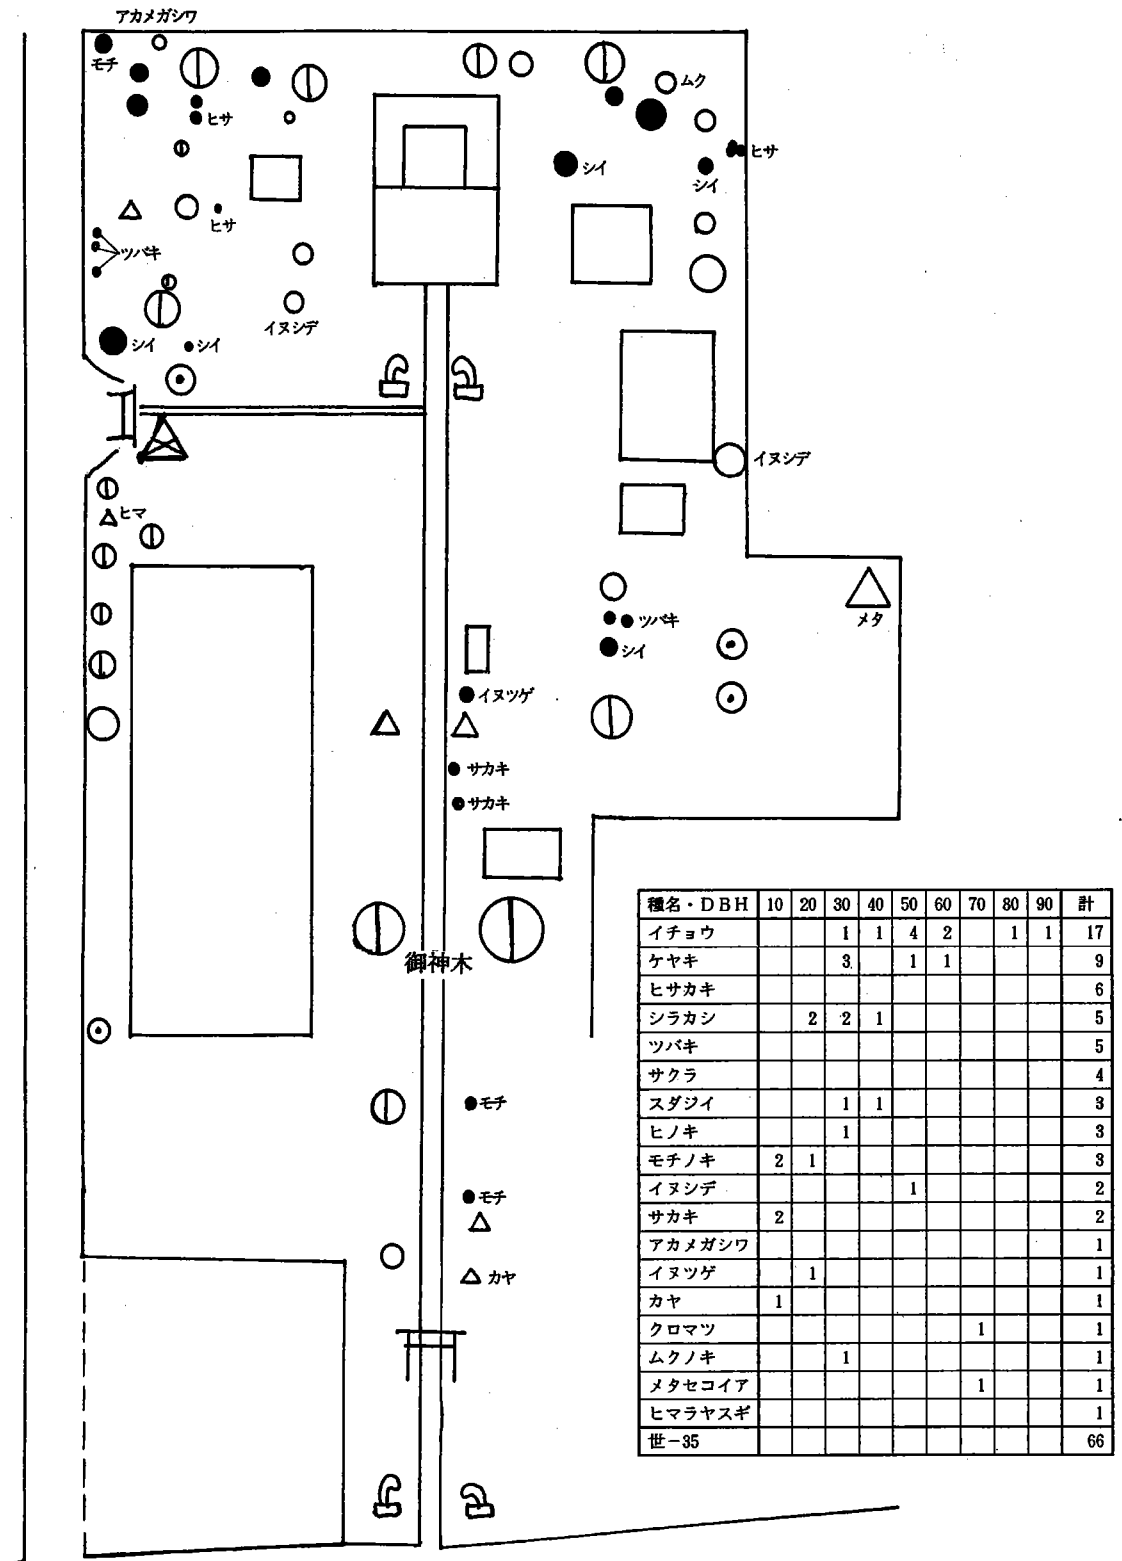 アカメガシワ
モチ
ムク
ヒサ
ヒサ
シイ
シイ
ヒサ
ツバキ
イヌシデ
シイ
シイ
イヌシデ
ヒマ
メタ
ツバキ
シイ
イヌツゲ
サカキ
サカキ
御神木
モチ
モチ
カヤ
種名・DBH 10 20 30 40 50 60 70 80 90 計
イチョウ 1 1 4 2 1 1 17
ケヤキ 3 1 1 9
ヒサカキ 6
シラカシ 2 2 1 5
ツバキ 5
サクラ 4
スダジイ 1 1 3
ヒノキ 1 3
モチノキ 2 1 3
イヌシデ 1 2
サカキ 2 2
アカメガシワ 1
イヌツゲ 1 1
カヤ 1 1
クロマツ 1 1
ムクノキ 1 1
メタセコイア 1 1
ヒマラヤスギ 1
世-35 66